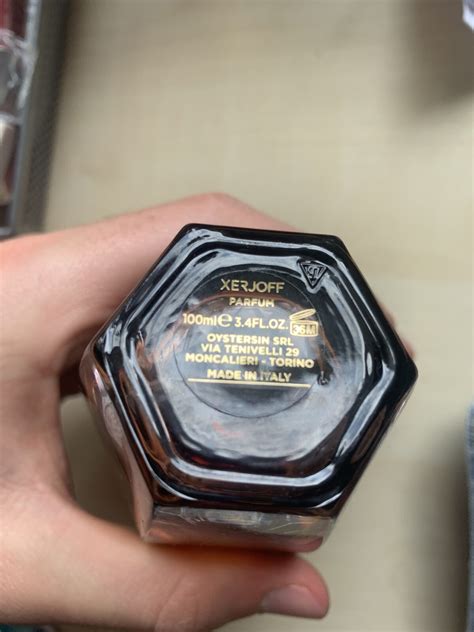 XERJOFF
PARFUM
100ml e 3.4FL.OZ. 36M
OYSTERSIN SRL
VIA TENIVELLI 29
MONCALIERI - TORINO
MADE IN ITALY